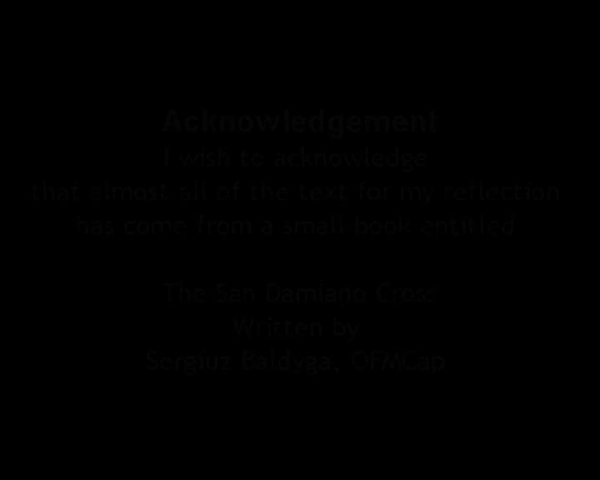 Acknowledgement
I wish to acknowledge
that almost all of the text for my reflection
has come from a small book entitled
The San Damiano Cross
Written by
Sergiuz Baldyga, OFMCap